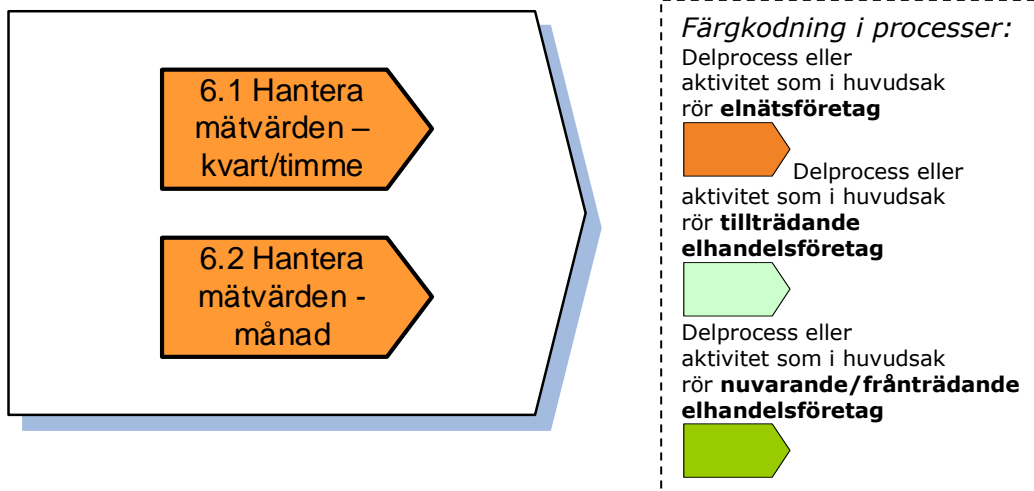 6.1 Hantera
mätvärden –
kvart/timme
6.2 Hantera
mätvärden -
månad
Färgkodning i processer:
Delprocess eller
aktivitet som i huvudsak
rör elnätsföretag
Delprocess eller
aktivitet som i huvudsak
rör tillträdande
elhandelsföretag
Delprocess eller
aktivitet som i huvudsak
rör nuvarande/frånträdande
elhandelsföretag